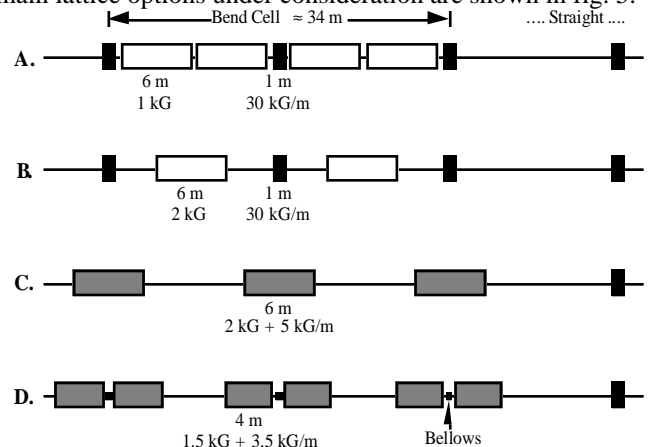 main lattice options under consideration are shown in fig. 3.
Bend Cell ≈ 34 m
.... Straight ....
A.
6 m 1 m
1 kG 30 kG/m
B.
6 m 1 m
2 kG 30 kG/m
C.
6 m
2 kG + 5 kG/m
D.
4 m
1.5 kG + 3.5 kG/m
Bellows